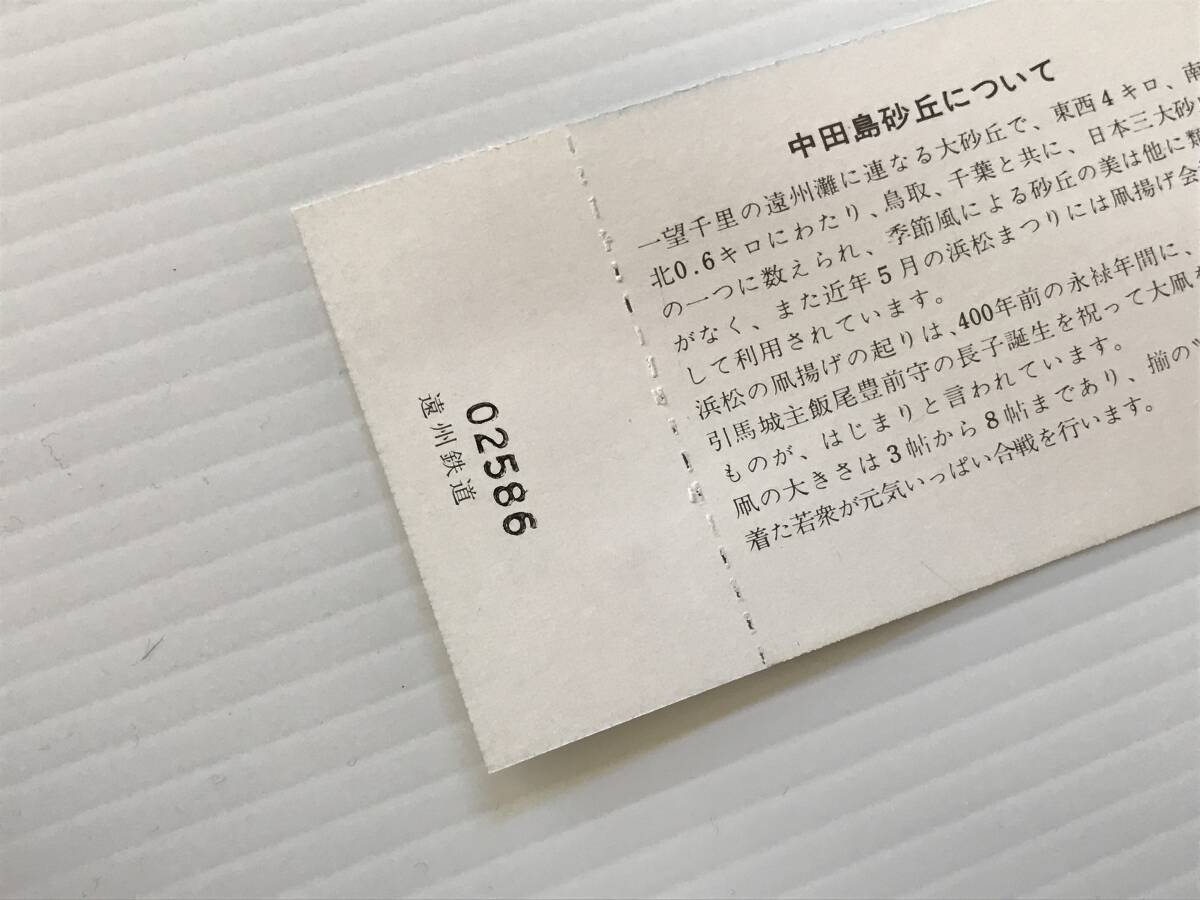 中田島砂丘について
一望千里の遠州灘に連なる大砂丘で、東西4キロ、南
北0.6キロにわたり、鳥取、千葉と共に、日本三大砂
の一つに数えられ、季節風による砂丘の美は他に類
がなく、また近年5月の浜松まつりには凧揚げ会
して利用されています。
浜松の凧揚げの起りは、400年前の永禄年間に、
引馬城主飯尾豊前守の長子誕生を祝って大凧
ものが、はじまりと言われています。
凧の大きさは3帖から8帖まであり、揃の
着た若衆が元気いっぱい合戦を行います。
02586
遠州鉄道